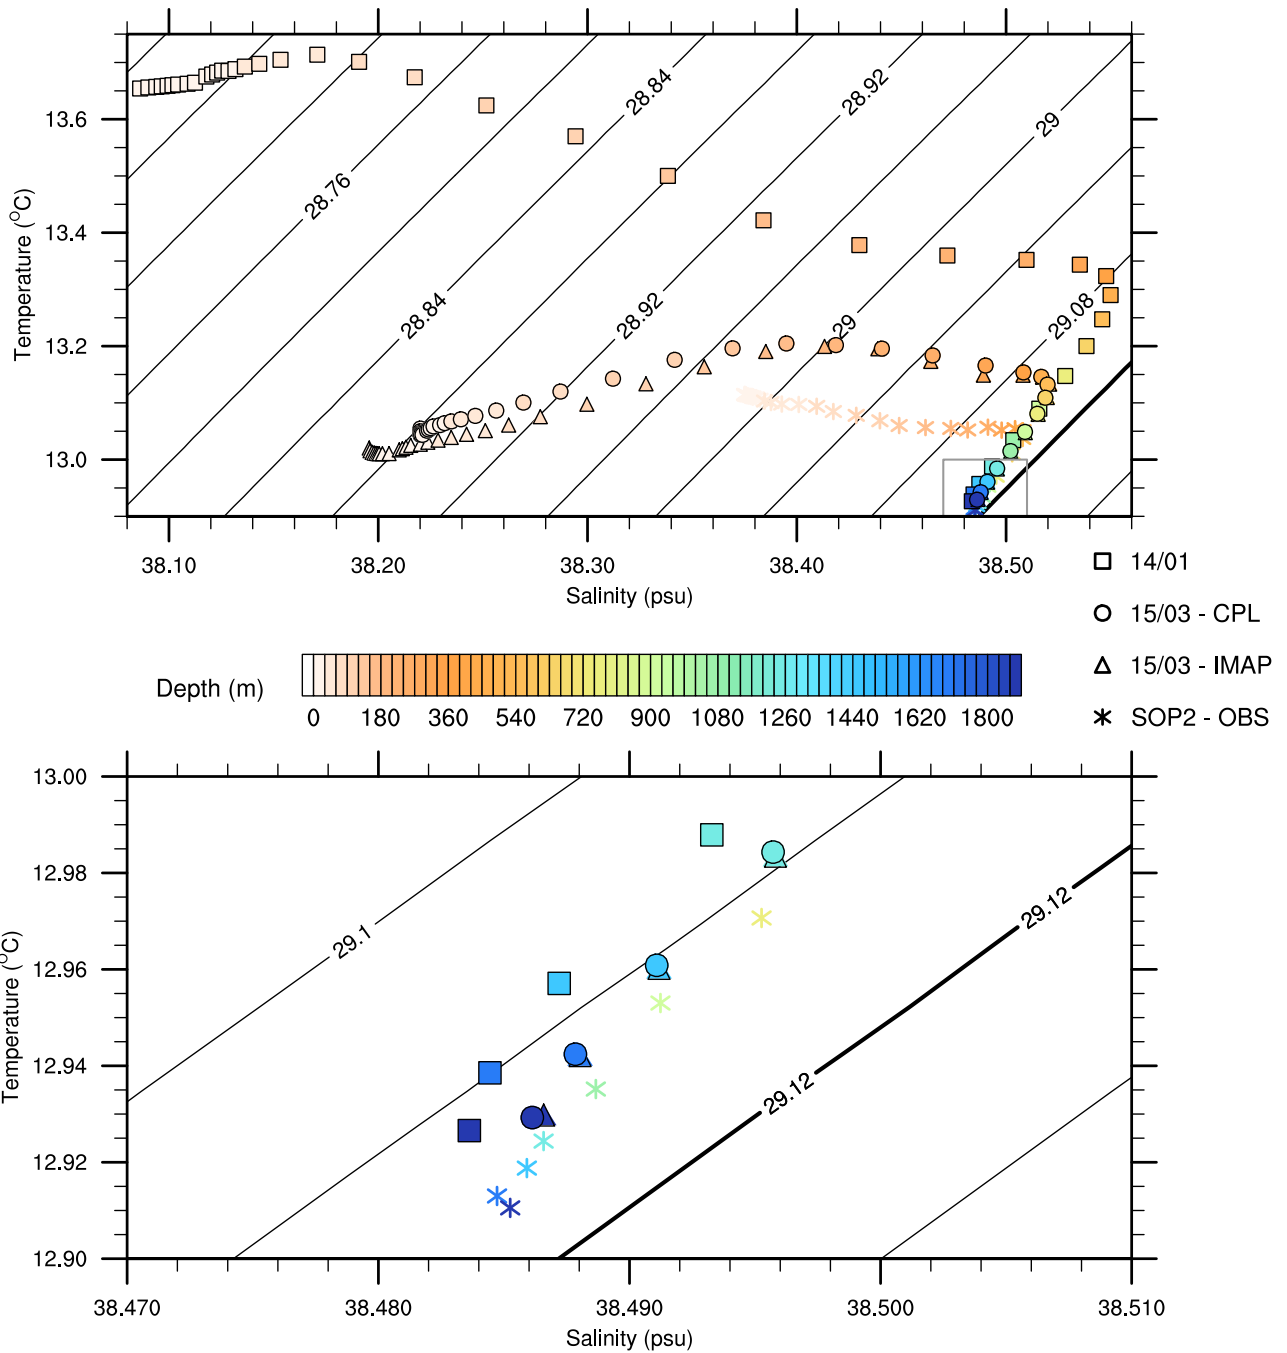 28.84
28.92
29
13.6
28.76
13.4
28.84
28.92
29
29.08
13.2
13.0
Temperature (°C)
38.10 38.20 38.30 38.40 38.50
Salinity (psu)
14/01
15/03 - CPL
15/03 - IMAP
SOP2 - OBS
Depth (m)
0 180 360 540 720 900 1080 1260 1440 1620 1800
13.00
12.98
12.96
12.94
12.92
12.90
Temperature (°C)
29.1
29.12
29.12
38.470 38.480 38.490 38.500 38.510
Salinity (psu)